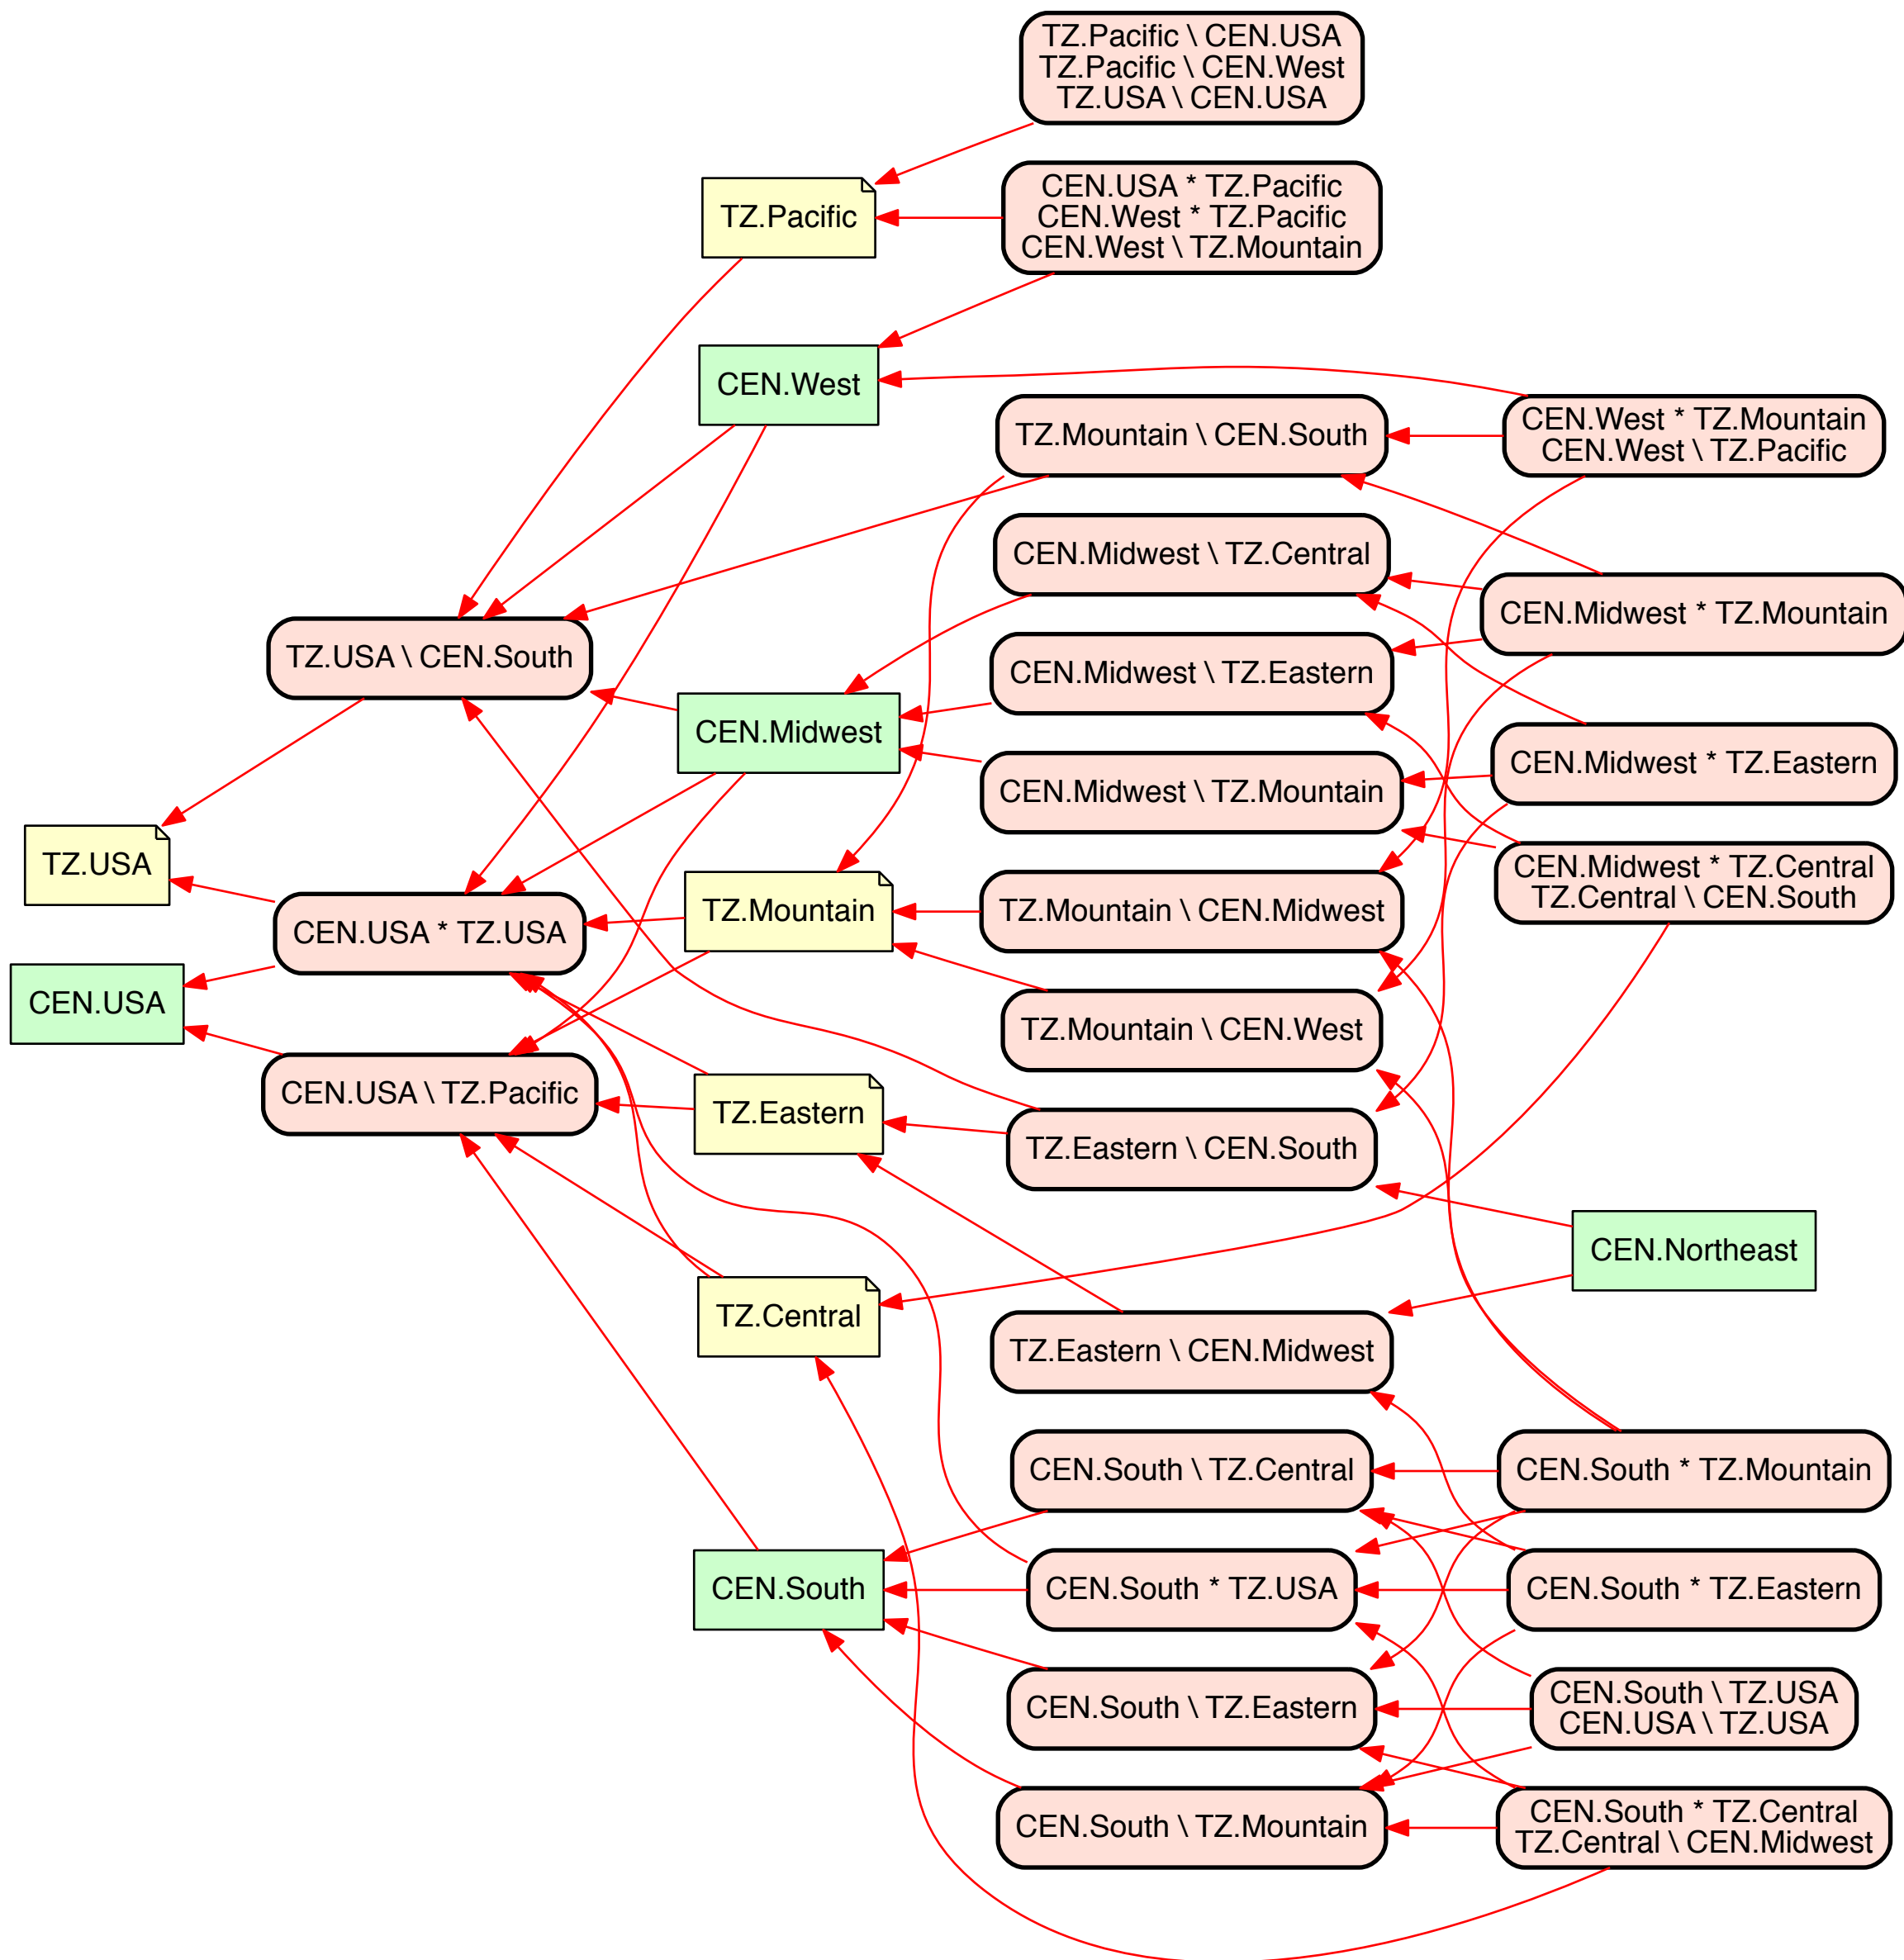 TZ.Pacific \ CEN.USA
TZ.Pacific \ CEN.West
TZ.USA \ CEN.USA
CEN.USA * TZ.Pacific
CEN.West * TZ.Pacific
CEN.West \ TZ.Mountain
TZ.Pacific
CEN.West
TZ.Mountain \ CEN.South
CEN.West * TZ.Mountain
CEN.West \ TZ.Pacific
CEN.Midwest \ TZ.Central
CEN.Midwest * TZ.Mountain
TZ.USA \ CEN.South
CEN.Midwest \ TZ.Eastern
CEN.Midwest
CEN.Midwest * TZ.Eastern
CEN.Midwest \ TZ.Mountain
TZ.USA
CEN.Midwest * TZ.Central
TZ.Central \ CEN.South
TZ.Mountain
TZ.Mountain \ CEN.Midwest
CEN.USA * TZ.USA
CEN.USA
TZ.Mountain \ CEN.West
CEN.USA \ TZ.Pacific
TZ.Eastern
TZ.Eastern \ CEN.South
CEN.Northeast
TZ.Central
TZ.Eastern \ CEN.Midwest
CEN.South \ TZ.Central
CEN.South * TZ.Mountain
CEN.South
CEN.South * TZ.USA
CEN.South * TZ.Eastern
CEN.South \ TZ.Eastern
CEN.South \ TZ.USA
CEN.USA \ TZ.USA
CEN.South \ TZ.Mountain
CEN.South * TZ.Central
TZ.Central \ CEN.Midwest